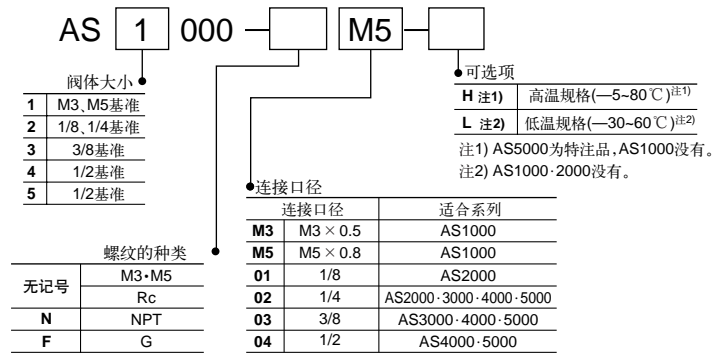 AS 1 000 — M5 —
阀体大小
1 M3、M5基准
2 1/8、1/4基准
3 3/8基准
4 1/2基准
5 1/2基准
可选项
H 注1) 高温规格(—5~80℃)注1)
L 注2) 低温规格(—30~60℃)注2)
注1) AS5000为特注品,AS1000没有。
注2) AS1000·2000没有。
连接口径
连接口径 适合系列
M3 M3×0.5 AS1000
M5 M5×0.8 AS1000
01 1/8 AS2000
02 1/4 AS2000·3000·4000·5000
03 3/8 AS3000·4000·5000
04 1/2 AS4000·5000
螺纹的种类
无记号 M3•M5
Rc
N NPT
F G